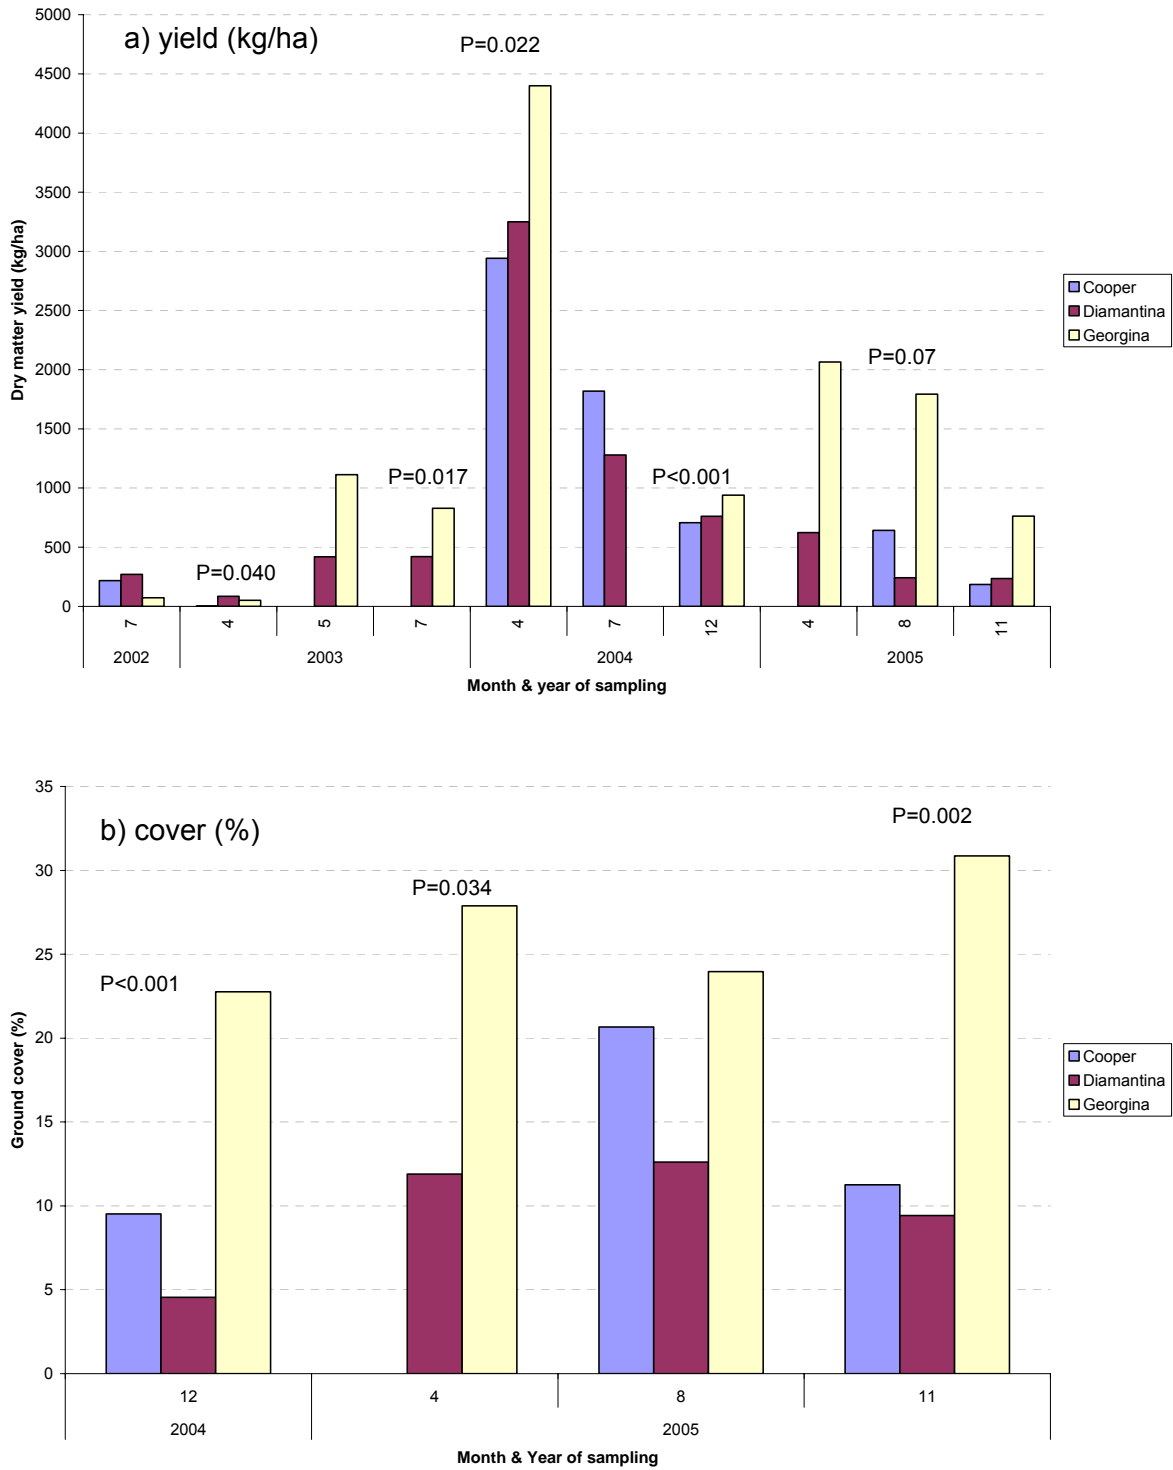 a) yield (kg/ha)
5000
4500
4000
3500
3000
2500
2000
1500
1000
500
0
Dry matter yield (kg/ha)
P=0.022
P=0.07
P=0.017
P<0.001
P=0.040
Cooper
Diamantina
Georgina
7 4 5 7 4 7 12 4 8 11
2002 2003 2004 2005
Month & year of sampling
b) cover (%)
35
30
25
20
15
10
5
0
Ground cover (%)
P=0.002
P=0.034
P<0.001
Cooper
Diamantina
Georgina
12 4 8 11
2004 2005
Month & Year of sampling